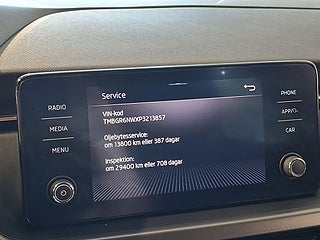 Service
VIN-kod
TMBGR6NWXP3213857
Oljebytesservice:
om 13800 km eller 387 dagar
Inspektion:
om 29400 km eller 708 dagar
RADIO
MEDIA
MENU
PHONE
APP/
CAR